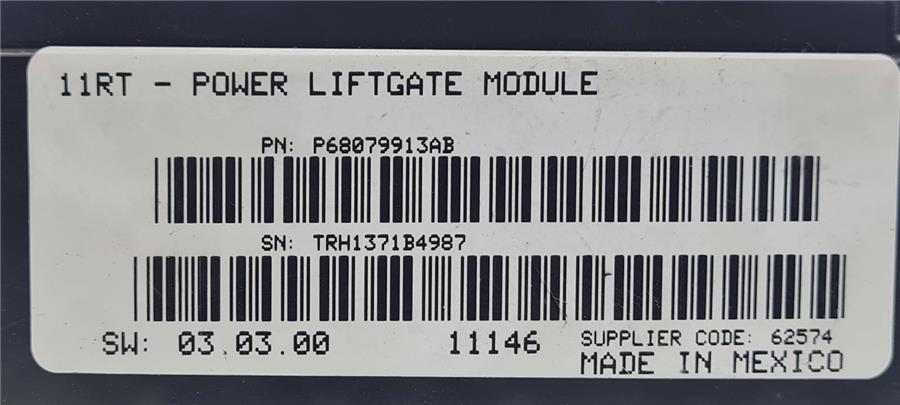 11RT - POWER LIFTGATE MODULE
PN: P68079913AB
SN: TRH1371B4987
SW: 03.03.00 11146 SUPPLIER CODE: 62574
MADE IN MEXICO